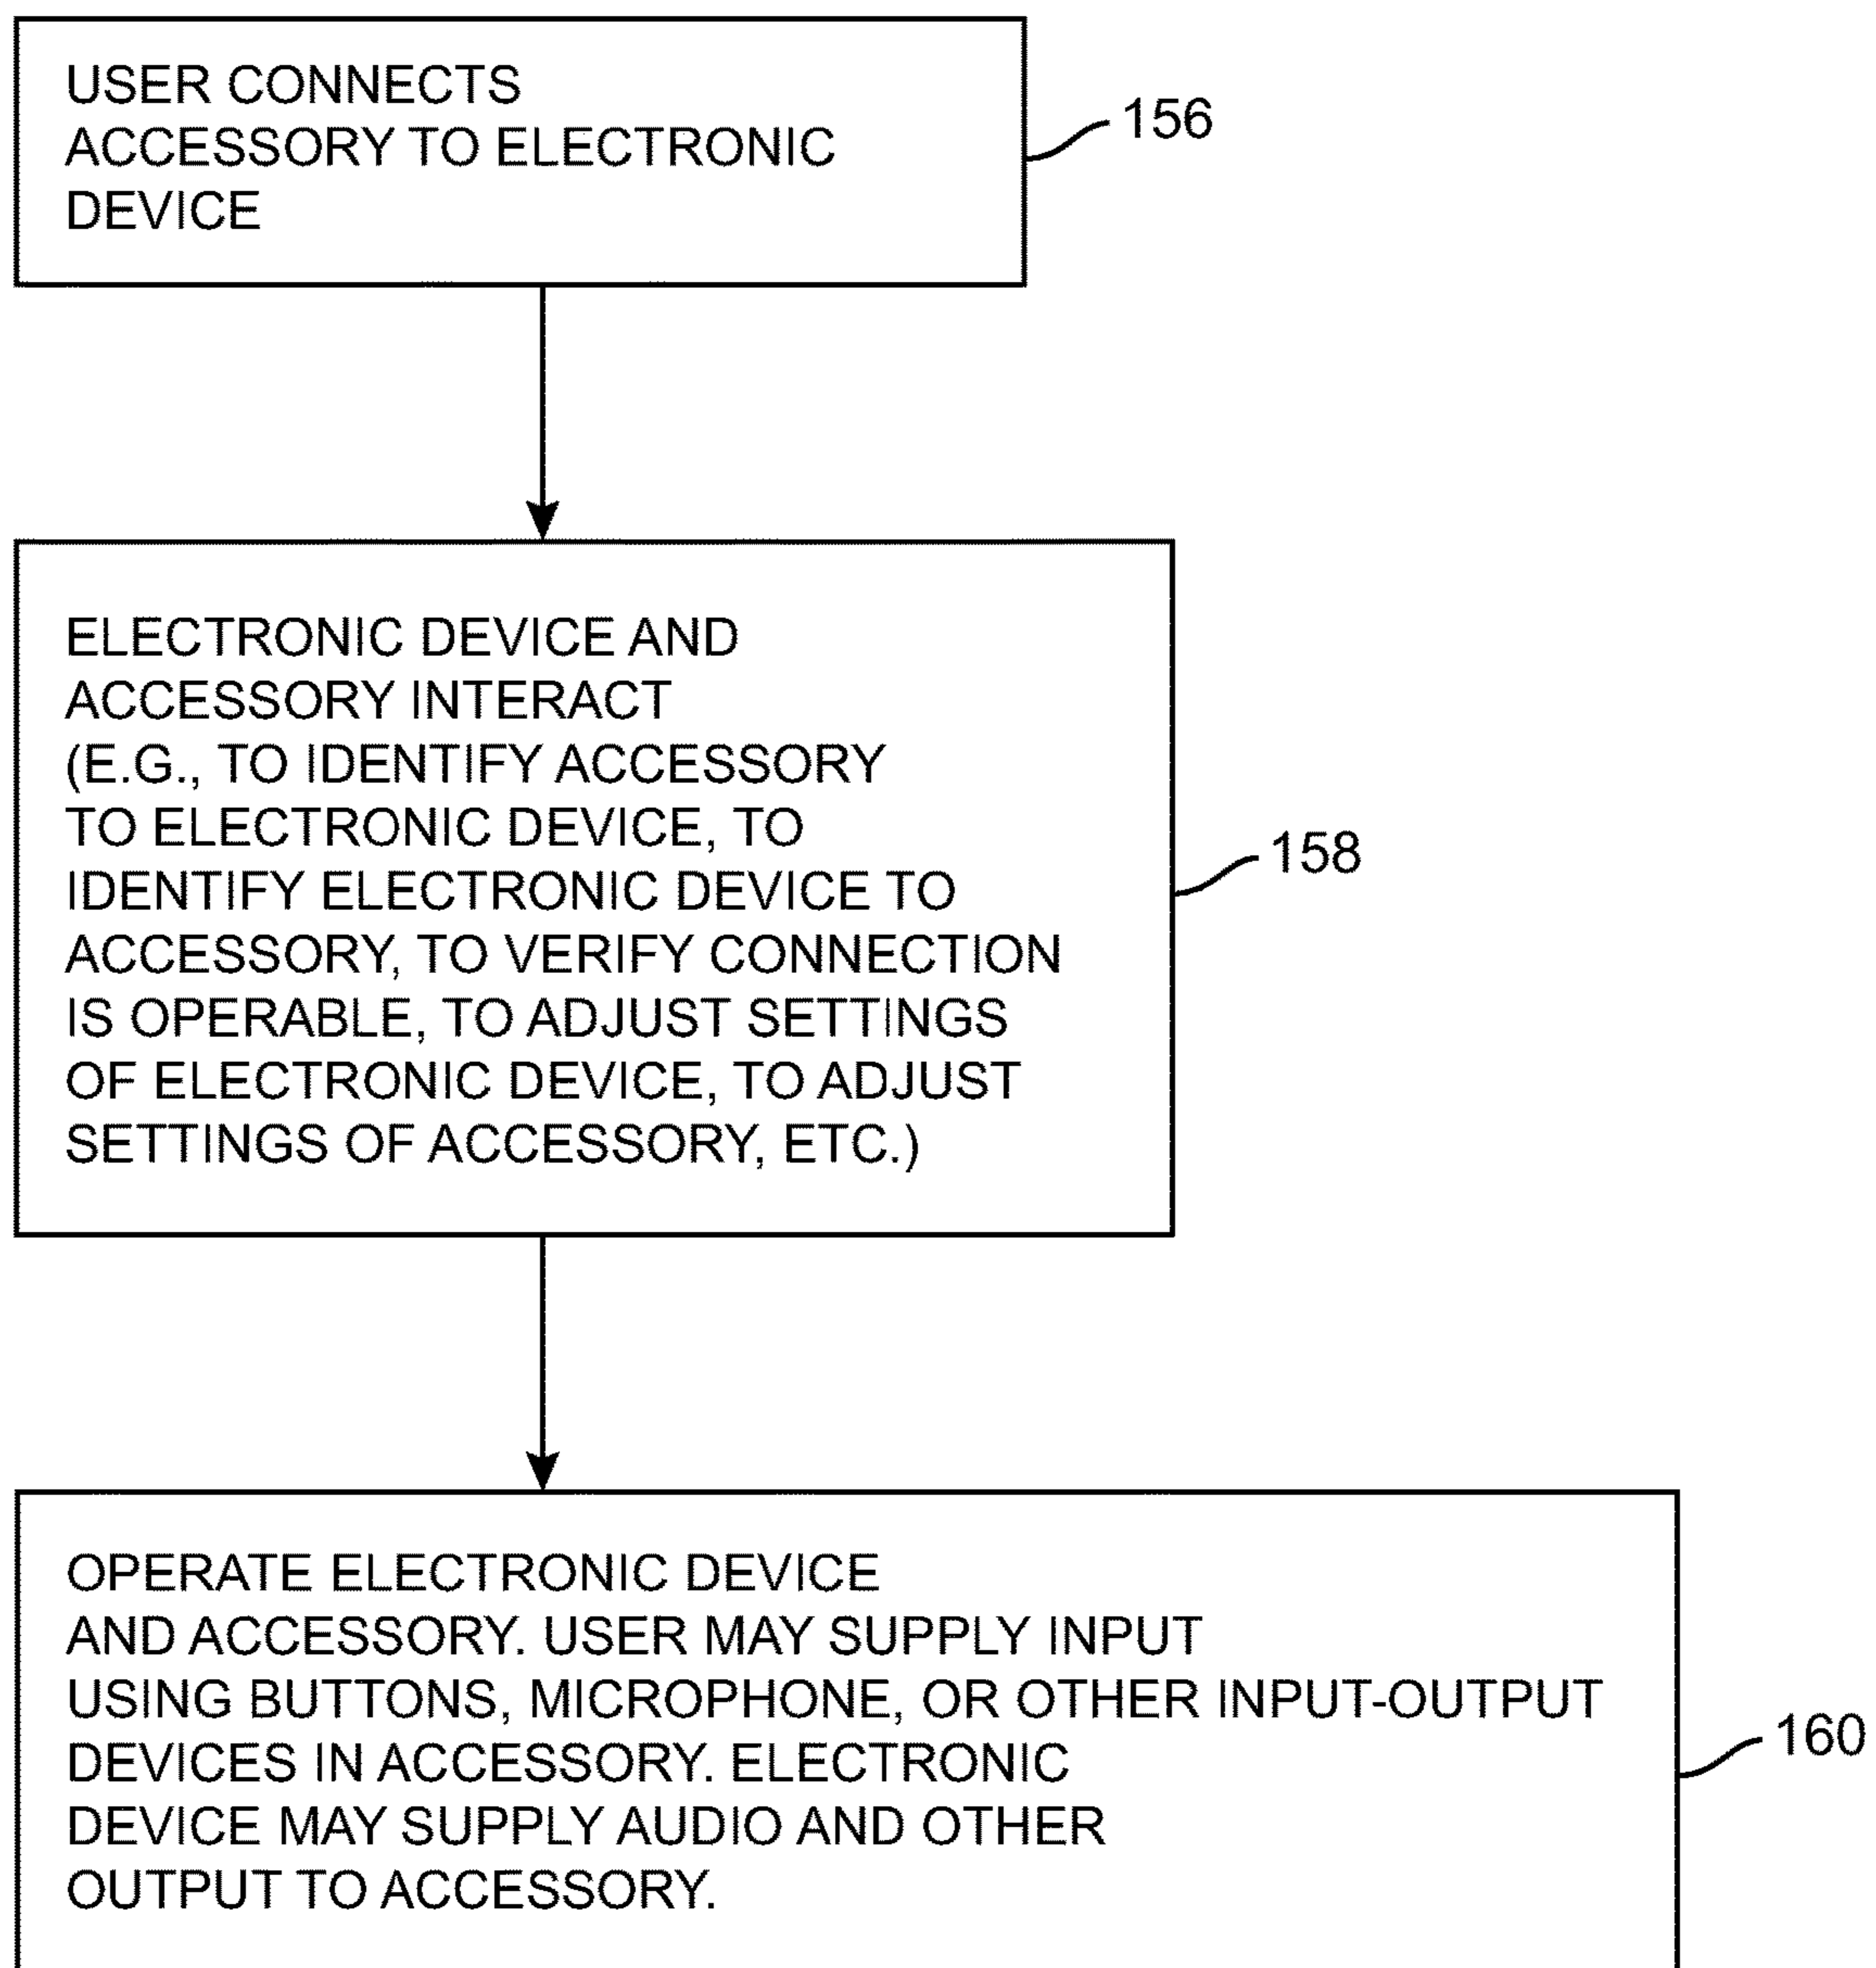 USER CONNECTS
ACCESSORY TO ELECTRONIC
DEVICE
156
ELECTRONIC DEVICE AND
ACCESSORY INTERACT
(E.G., TO IDENTIFY ACCESSORY
TO ELECTRONIC DEVICE, TO
IDENTIFY ELECTRONIC DEVICE TO
ACCESSORY, TO VERIFY CONNECTION
IS OPERABLE, TO ADJUST SETTINGS
OF ELECTRONIC DEVICE, TO ADJUST
SETTINGS OF ACCESSORY, ETC.)
158
OPERATE ELECTRONIC DEVICE
AND ACCESSORY. USER MAY SUPPLY INPUT
USING BUTTONS, MICROPHONE, OR OTHER INPUT-OUTPUT
DEVICES IN ACCESSORY. ELECTRONIC
DEVICE MAY SUPPLY AUDIO AND OTHER
OUTPUT TO ACCESSORY.
160